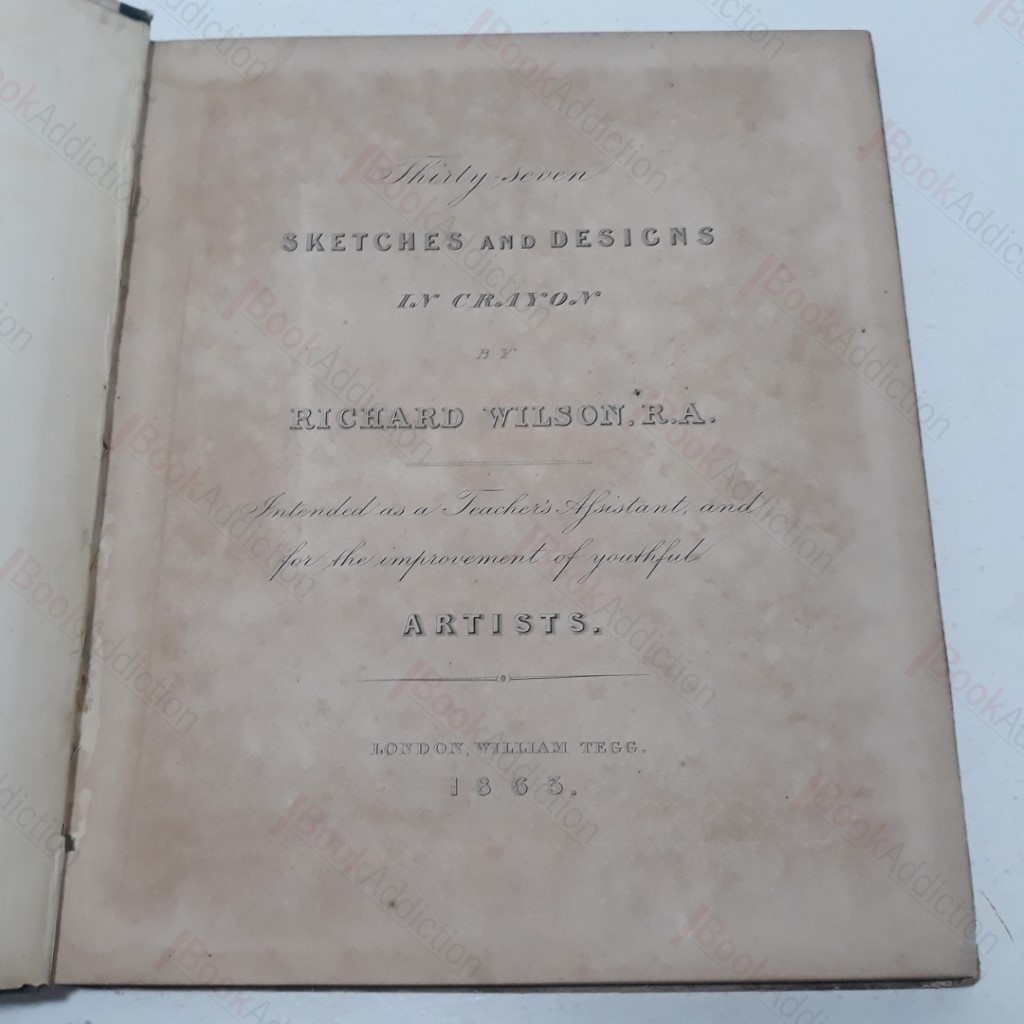 Thirty-seven
SKETCHES AND DESIGNS
IN CRAYON
BY
RICHARD WILSON, R.A.
Intended as a Teacher's Aſsistant, and
for the improvement of youthful
ARTISTS.
LONDON, WILLIAM TEGG.
1863.
BookAddiction